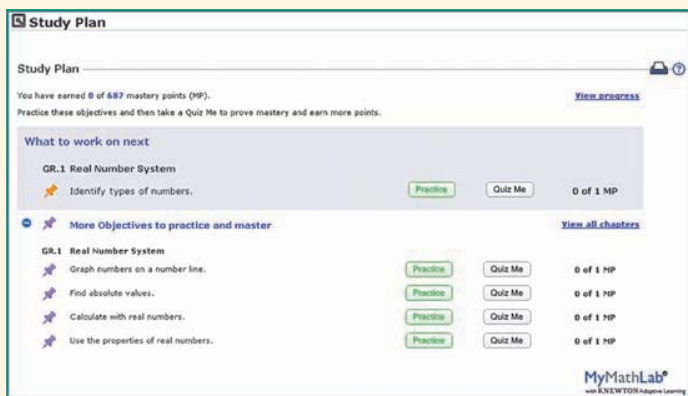 Study Plan
Study Plan
You have earned 0 of 687 mastery points (MP).
View progress
Practice these objectives and then take a Quiz Me to prove mastery and earn more points.
What to work on next
GR.1 Real Number System
Identify types of numbers. Practice Quiz Me 0 of 1 MP
More Objectives to practice and master View all chapters
GR.1 Real Number System
Graph numbers on a number line. Practice Quiz Me 0 of 1 MP
Find absolute values. Practice Quiz Me 0 of 1 MP
Calculate with real numbers. Practice Quiz Me 0 of 1 MP
Use the properties of real numbers. Practice Quiz Me 0 of 1 MP
MyMathLab®
with KNEWTON Adaptive Learning